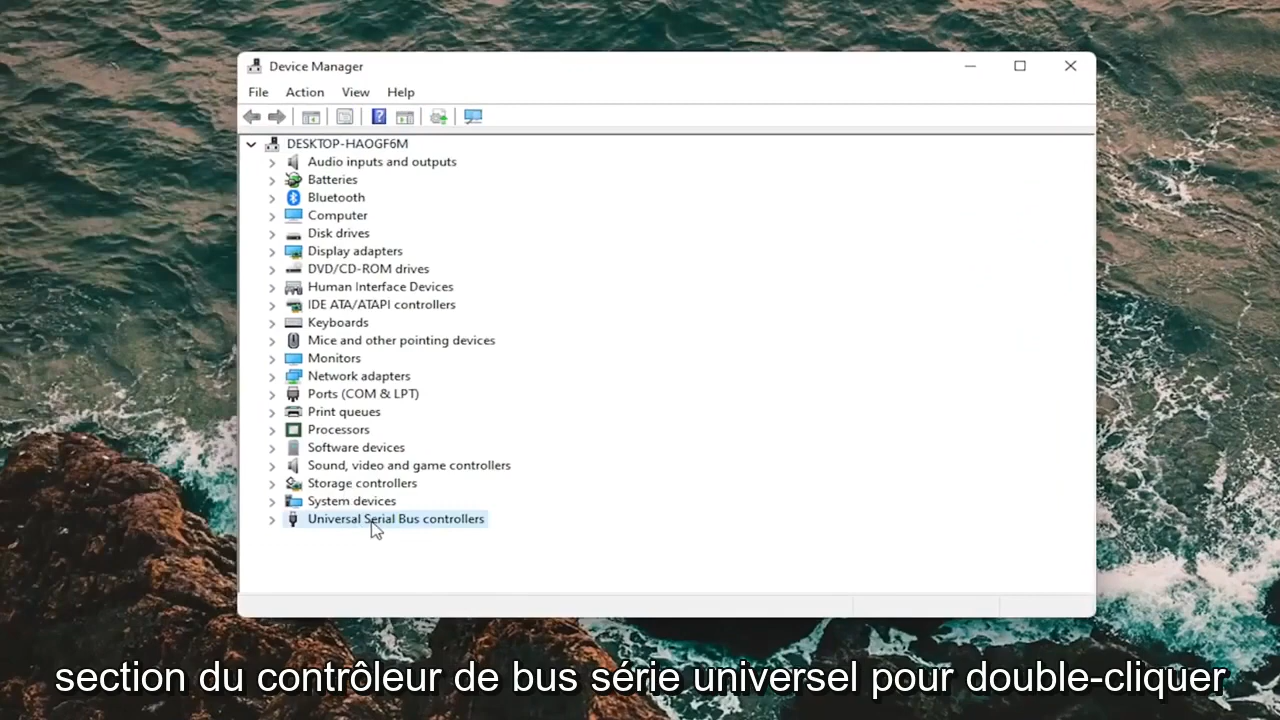 Device Manager
File Action View Help
DESKTOP-HAOGF6M
Audio inputs and outputs
Batteries
Bluetooth
Computer
Disk drives
Display adapters
DVD/CD-ROM drives
Human Interface Devices
IDE ATA/ATAPI controllers
Keyboards
Mice and other pointing devices
Monitors
Network adapters
Ports (COM & LPT)
Print queues
Processors
Software devices
Sound, video and game controllers
Storage controllers
System devices
Universal Serial Bus controllers
section du contrôleur de bus série universel pour double-cliquer